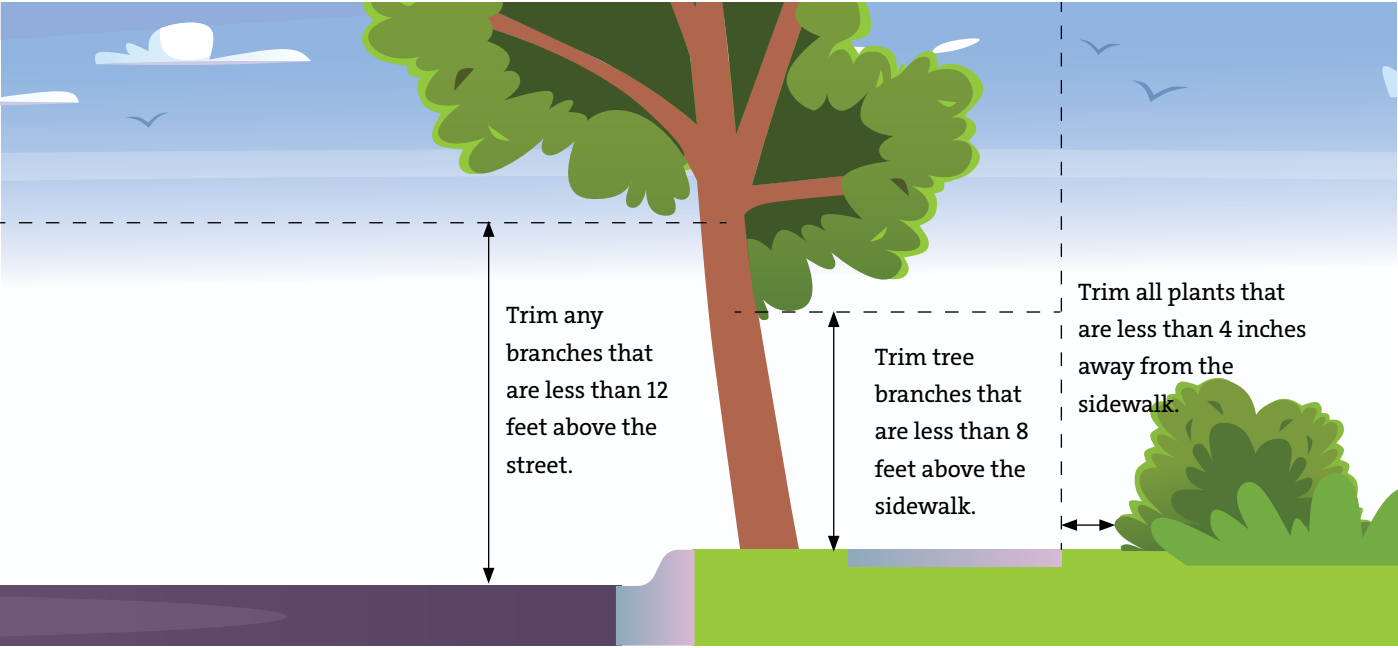 Trim any
branches that
are less than 12
feet above the
street.
Trim tree
branches that
are less than 8
feet above the
sidewalk.
Trim all plants that
are less than 4 inches
away from the
sidewalk.